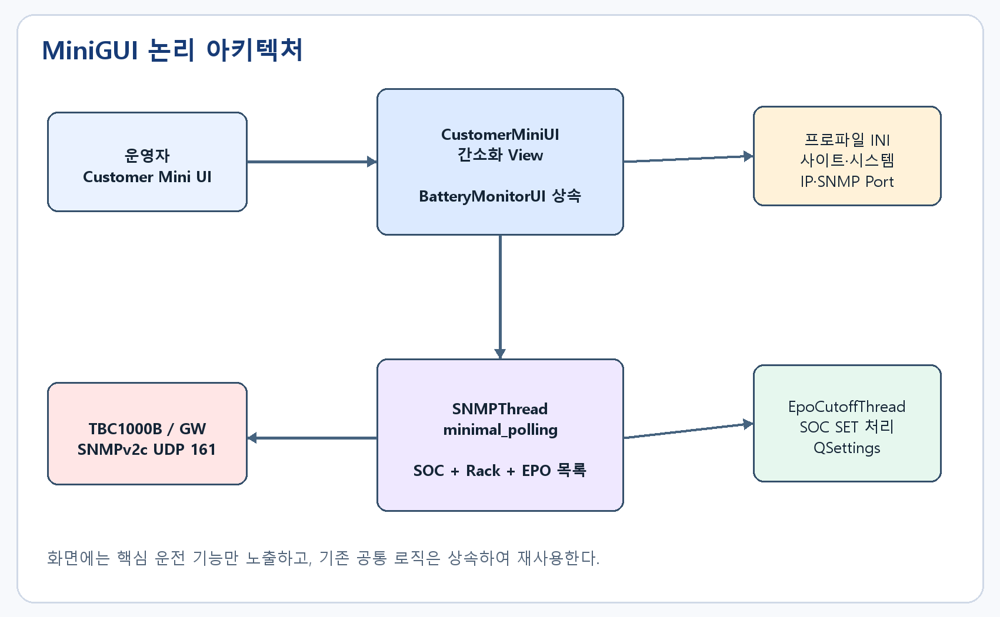 MiniGUI 논리 아키텍처
운영자
Customer Mini UI
CustomerMiniUI
간소화 View
BatteryMonitorUI 상속
프로파일 INI
사이트·시스템
IP·SNMP Port
TBC1000B / GW
SNMPv2c UDP 161
SNMPThread
minimal_polling
SOC + Rack + EPO 목록
EpoCutoffThread
SOC SET 처리
QSettings
화면에는 핵심 운전 기능만 노출하고, 기존 공통 로직은 상속하여 재사용한다.